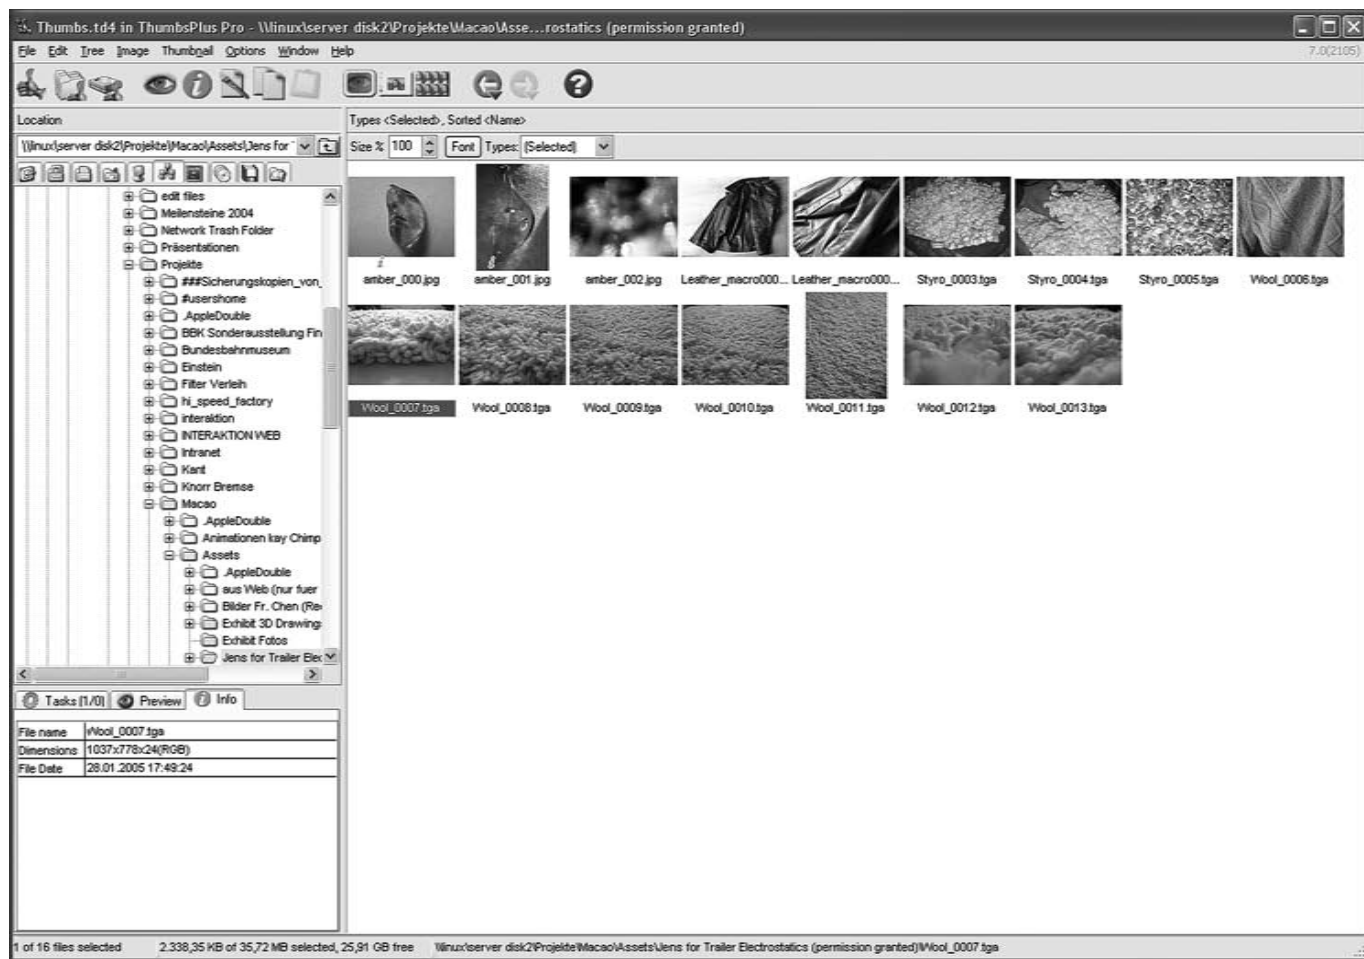 Thumbs.td4 in ThumbsPlus Pro - \\linux\server disk2\Projekte\Macao\Asse...rostatics (permission granted)
File Edit Tree Image Thumbnail Options Window Help
7.0(2105)
Location
Types <Selected>, Sorted <Name>
\\linux\server disk2\Projekte\Macao\Assets\Jens for T
Size % 100 Font Types: (Selected)
edit files
Meilensteine 2004
Network Trash Folder
Präsentationen
Projekte
###Sicherungskopien_von_
#usershome
.AppleDouble
BBK Sonderausstellung Fin
Bundesbahnmuseum
Einstein
Filter Verleih
hi_speed_factory
interaktion
INTERAKTION WEB
Intranet
Kant
Knorr Bremse
Macao
.AppleDouble
Animationen kay Chimp
Assets
.AppleDouble
aus Web (nur fuer
Bilder Fr. Chen (Re
Exhibit 3D Drawing
Exhibit Fotos
Jens for Trailer Elec
amber_000.jpg amber_001.jpg amber_002.jpg Leather_macro000... Leather_macro000... Styro_0003.tga Styro_0004.tga Styro_0005.tga Wool_0006.tga
Wool_0007.tga Wool_0008.tga Wool_0009.tga Wool_0010.tga Wool_0011.tga Wool_0012.tga Wool_0013.tga
Tasks (1/0) Preview Info
File name Wool_0007.tga
Dimensions 1037x778x24(RGB)
File Date 28.01.2005 17:49:24
1 of 16 files selected 2.338,35 KB of 35,72 MB selected, 25,91 GB free \\linux\server disk2\Projekte\Macao\Assets\Jens for Trailer Electrostatics (permission granted)\Wool_0007.tga